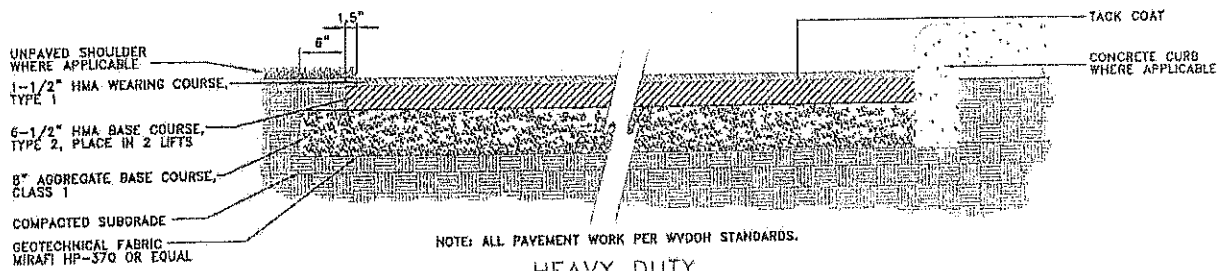 1.5"
6"
UNPAVED SHOULDER
WHERE APPLICABLE
1-1/2" HMA WEARING COURSE,
TYPE 1
6-1/2" HMA BASE COURSE,
TYPE 2, PLACE IN 2 LIFTS
8" AGGREGATE BASE COURSE,
CLASS 1
COMPACTED SUBGRADE
GEOTECHNICAL FABRIC
MIRAFI HP-370 OR EQUAL
TACK COAT
CONCRETE CURB
WHERE APPLICABLE
NOTE: ALL PAVEMENT WORK PER WVDOH STANDARDS.
HEAVY DUTY